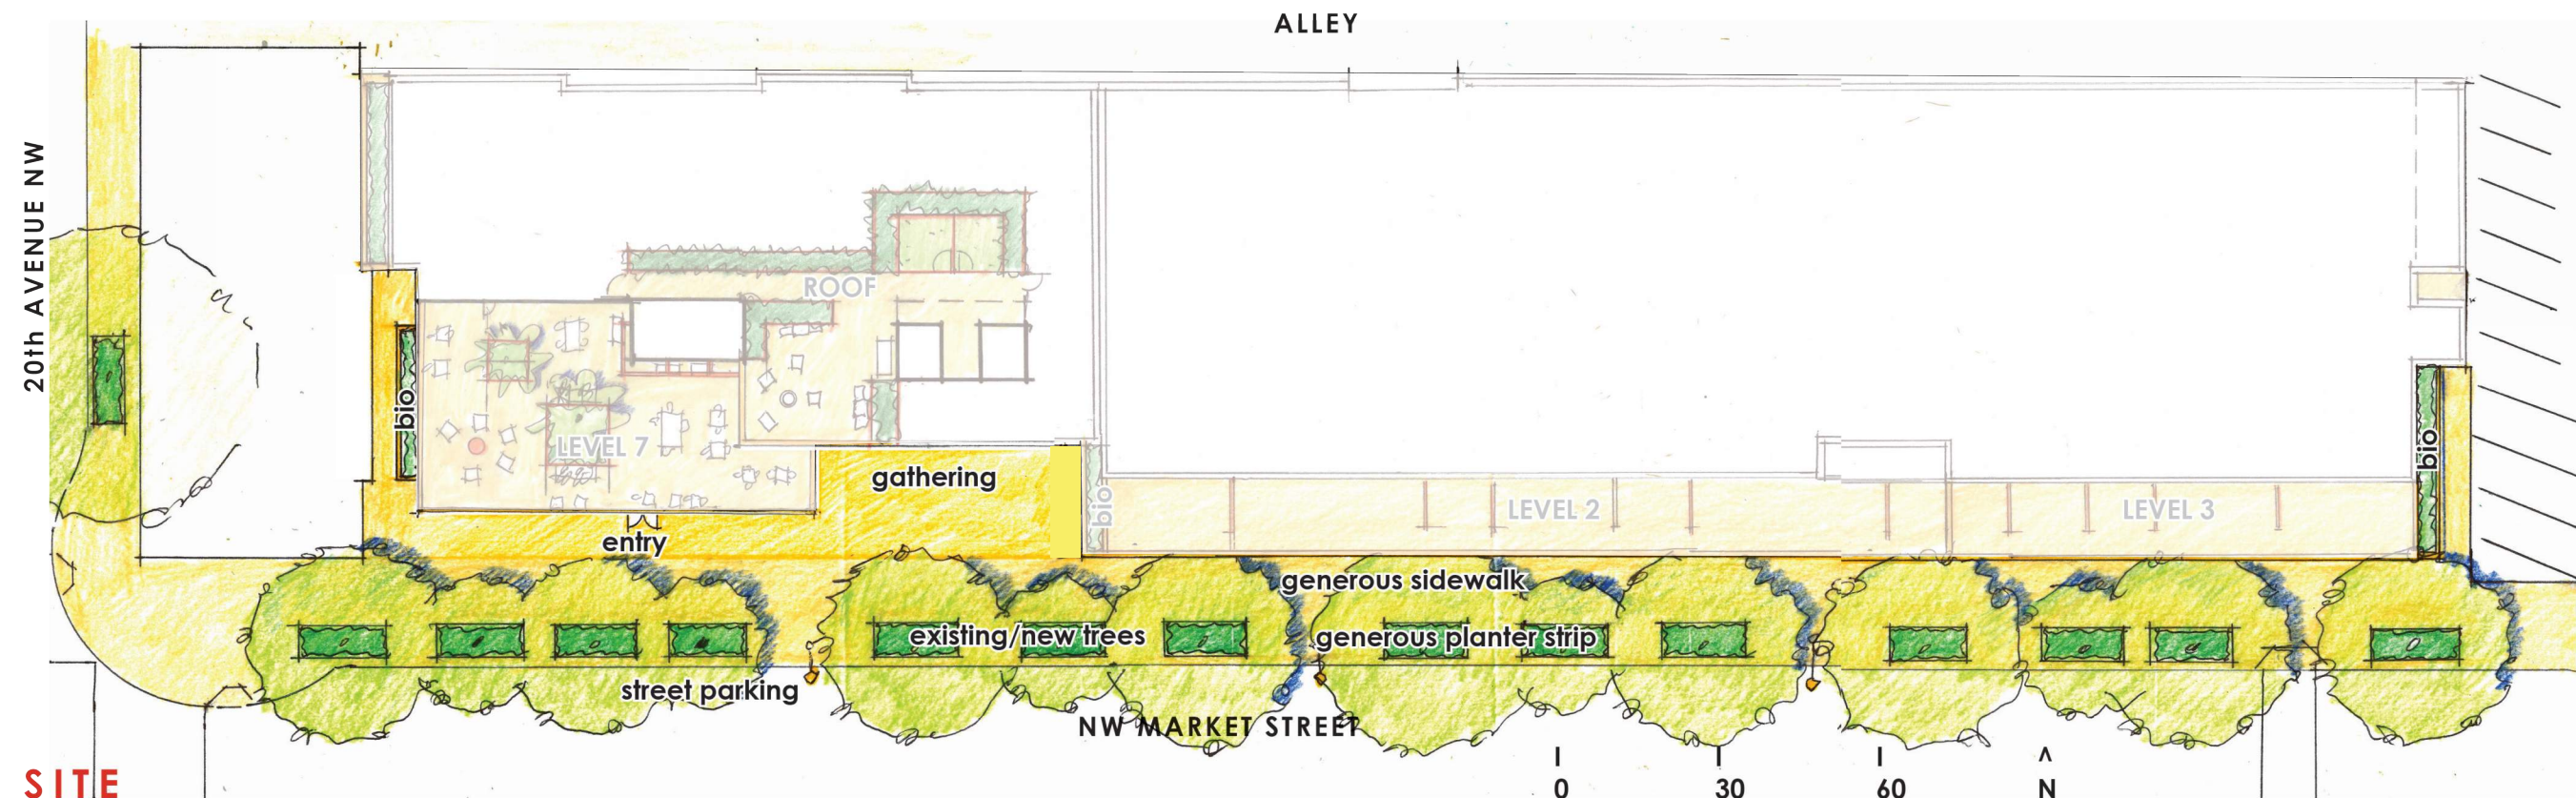 ALLEY
20th AVENUE NW
ROOF
bio
LEVEL 7
gathering
bio
LEVEL 2
LEVEL 3
bio
entry
generous sidewalk
existing/new trees
generous planter strip
street parking
NW MARKET STREET
SITE
0 30 60 N